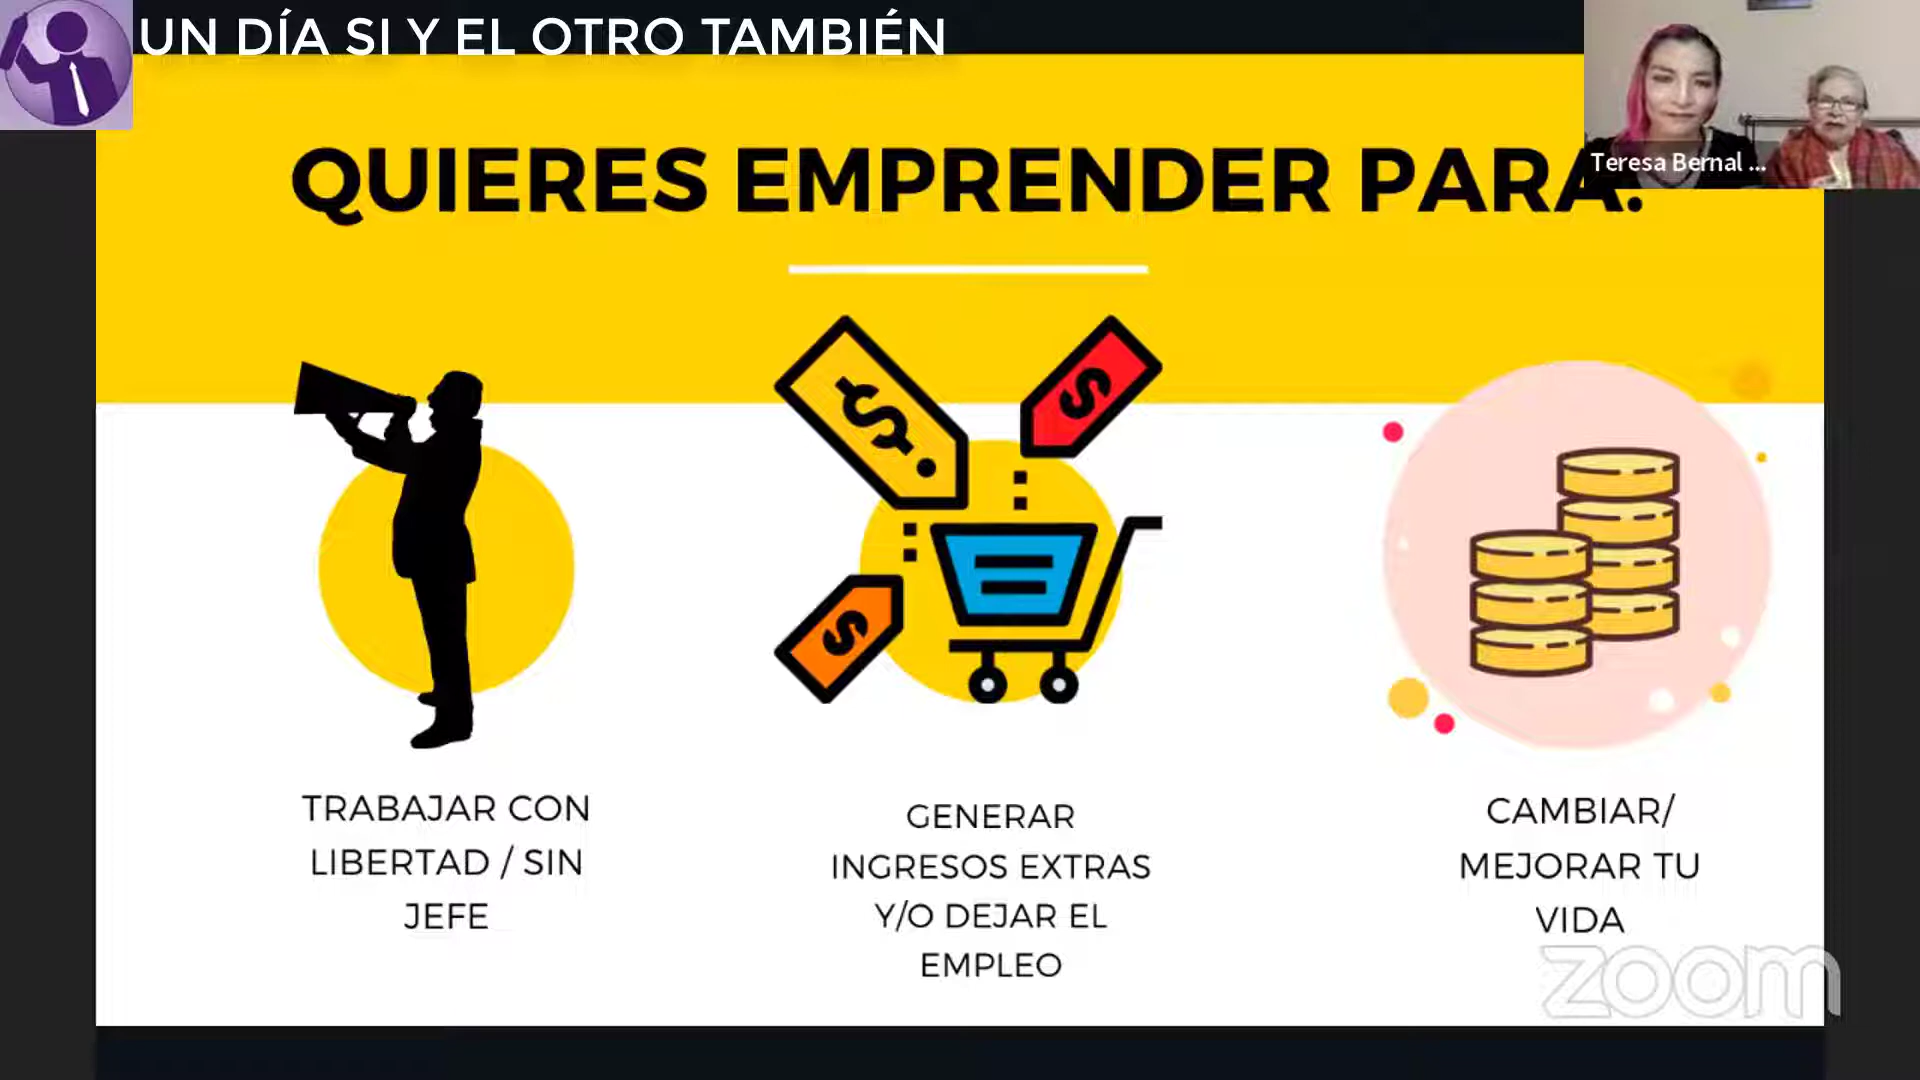 UN DÍA SI Y EL OTRO TAMBIÉN
Teresa Bernal ...
QUIERES EMPRENDER PARA:
TRABAJAR CON
LIBERTAD / SIN
JEFE
GENERAR
INGRESOS EXTRAS
Y/O DEJAR EL
EMPLEO
CAMBIAR/
MEJORAR TU
VIDA
zoom